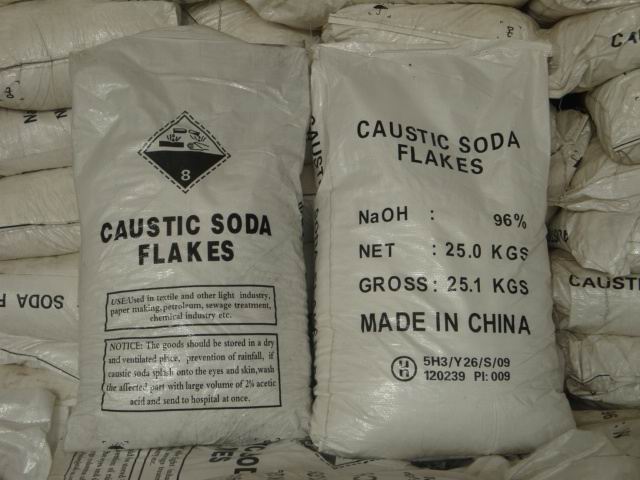 8
CAUSTIC SODA
FLAKES
USE:Used in textile and other light industry,
paper making,petroleum, sewage treatment,
chemical industry etc.
NOTICE: The goods should be stored in a dry
and ventilated place, prevention of rainfall, if
caustic soda splash onto the eyes and skin,wash
the affected part with large volume of 2% acetic
acid and send to hospital at once.
CAUSTIC SODA
FLAKES
NaOH : 96%
NET : 25.0 KGS
GROSS: 25.1 KGS
MADE IN CHINA
un 5H3/Y26/S/09
120239 PI: 009
SODA F
CAUSTIC
CAUSTIC SOD